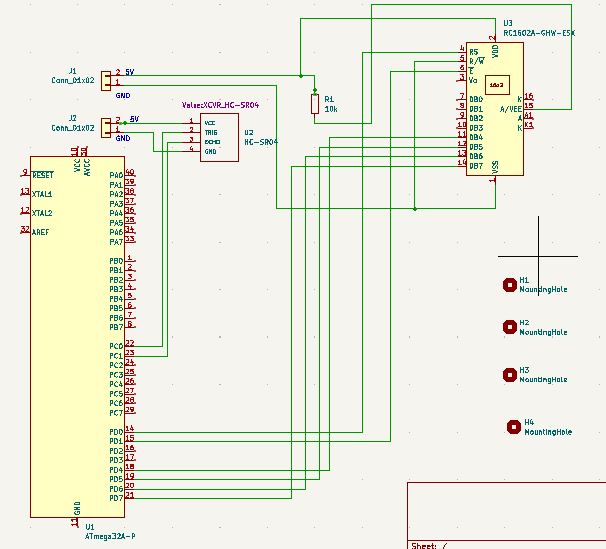 U3
RC1602A-GHW-ESX
J1
Conn_01x02
2 5V
1
GND
R1
10k
J2
Conn_01x02
2 5V
1
GND
Value:XCVR_HC-SR04
1 VCC
2 TRIG
3 ECHO
4 GND
U2
HC-SR04
2 VDD
4 RS
5 R/W
6 E
3 Vo
7 DB0
8 DB1
9 DB2
10 DB3
11 DB4
12 DB5
13 DB6
14 DB7
16x2
K 16
A/VEE 15
A A1
K K1
VSS 1
10 VCC
30 AVCC
9 RESET
13 XTAL1
12 XTAL2
32 AREF
PA0 40
PA1 39
PA2 38
PA3 37
PA4 36
PA5 35
PA6 34
PA7 33
PB0 1
PB1 2
PB2 3
PB3 4
PB4 5
PB5 6
PB6 7
PB7 8
PC0 22
PC1 23
PC2 24
PC3 25
PC4 26
PC5 27
PC6 28
PC7 29
PD0 14
PD1 15
PD2 16
PD3 17
PD4 18
PD5 19
PD6 20
PD7 21
11 GND
U1
ATmega32A-P
H1
MountingHole
H2
MountingHole
H3
MountingHole
H4
MountingHole
Sheet: /